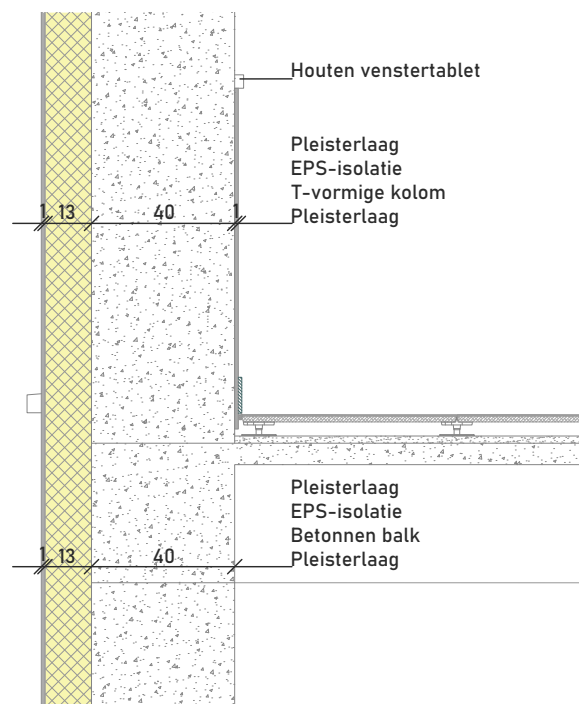 Houten venstertablet
Pleisterlaag
EPS-isolatie
T-vormige kolom
Pleisterlaag
1 13 40 1
Pleisterlaag
EPS-isolatie
Betonnen balk
Pleisterlaag
1 13 40